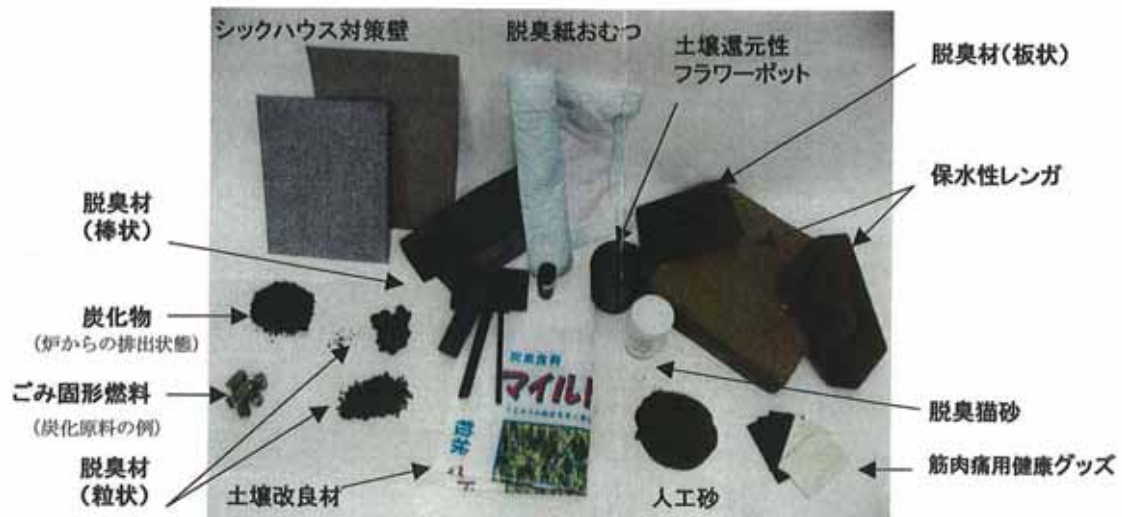 シックハウス対策壁
脱臭紙おむつ
土壌還元性
フラワーポット
脱臭材(板状)
保水性レンガ
脱臭材
(棒状)
炭化物
(炉からの排出状態)
ごみ固形燃料
(炭化原料の例)
脱臭材
(粒状)
土壌改良材
マイルド
人工砂
脱臭猫砂
筋肉痛用健康グッズ